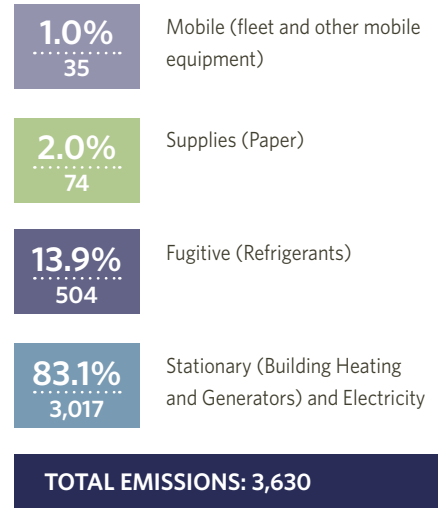 1.0%
35
Mobile (fleet and other mobile
equipment)
2.0%
74
Supplies (Paper)
13.9%
504
Fugitive (Refrigerants)
83.1%
3,017
Stationary (Building Heating
and Generators) and Electricity
TOTAL EMISSIONS: 3,630